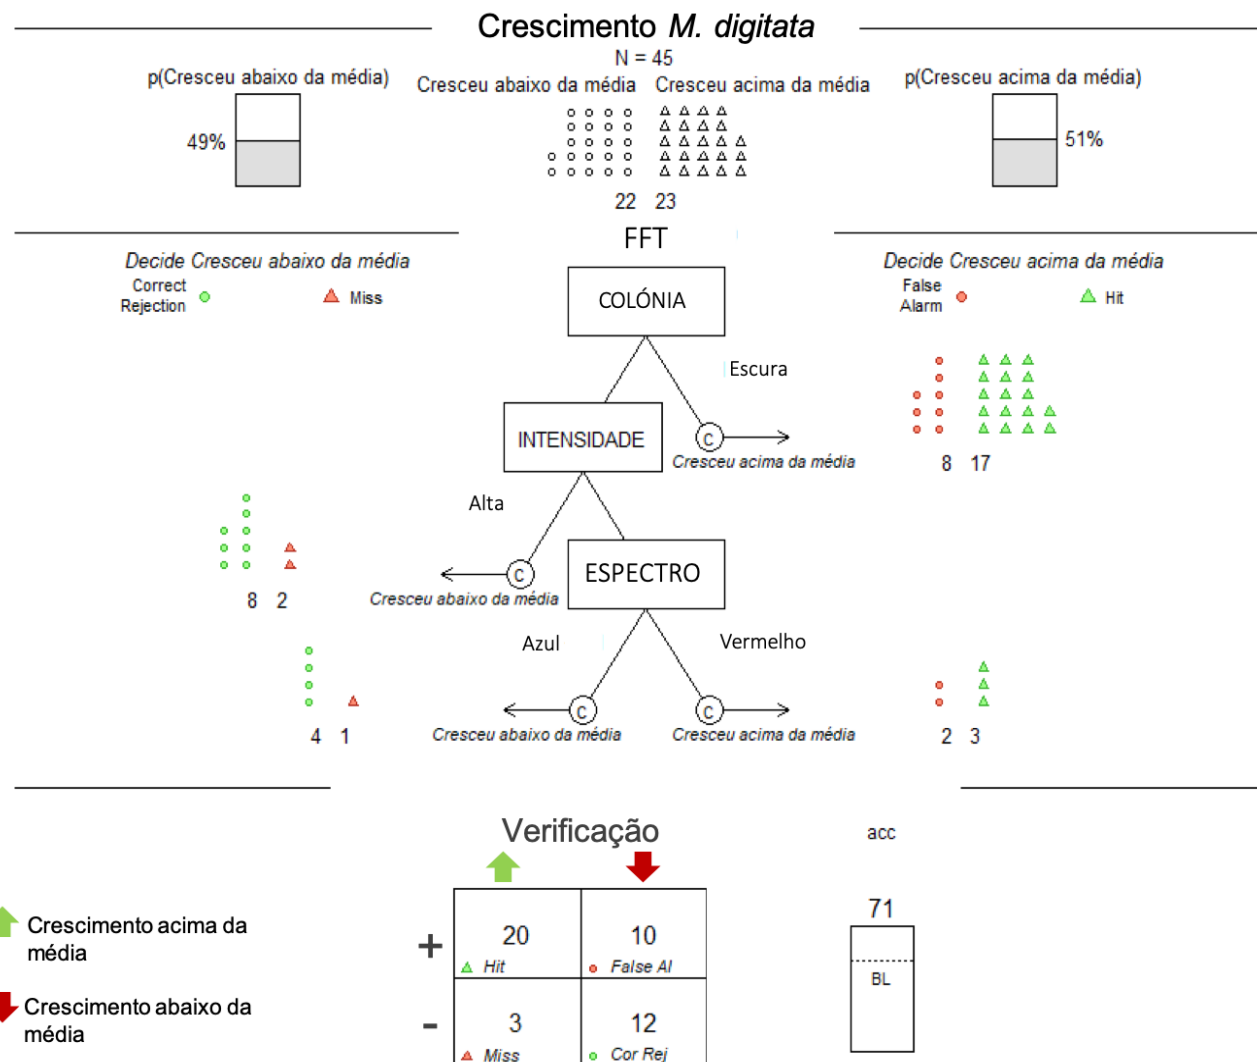 Crescimento M. digitata
N = 45
p(Cresceu abaixo da média)
Cresceu abaixo da média Cresceu acima da média
p(Cresceu acima da média)
49%
51%
22 23
FFT
Decide Cresceu abaixo da média
Correct
Rejection
Miss
Decide Cresceu acima da média
False
Alarm
Hit
COLÓNIA
Escura
INTENSIDADE
C
Cresceu acima da média
8 17
Alta
C
Cresceu abaixo da média
8 2
ESPECTRO
Azul
Vermelho
C
Cresceu abaixo da média
C
Cresceu acima da média
4 1
2 3
Verificação
acc
71
BL
Crescimento acima da
média
Crescimento abaixo da
média
+
20
Hit
10
False Al
-
3
Miss
12
Cor Rej